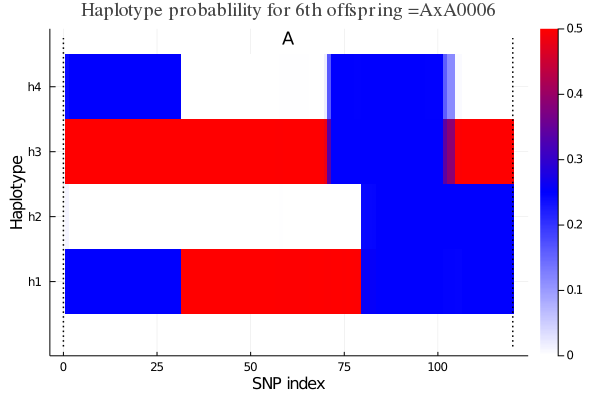 Haplotype probablility for 6th offspring =AxA0006
A
Haplotype
h4
h3
h2
h1
0
25
50
75
100
SNP index
0.5
0.4
0.3
0.2
0.1
0